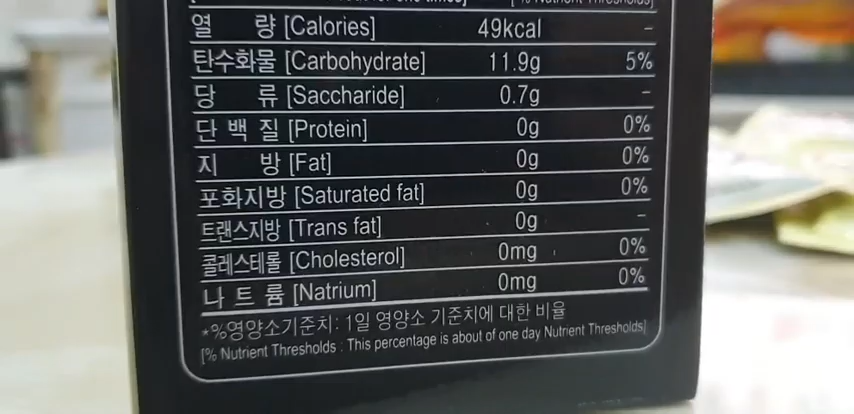 열 량 [Calories] 49kcal -
탄수화물 [Carbohydrate] 11.9g 5%
당 류 [Saccharide] 0.7g -
단 백 질 [Protein] 0g 0%
지 방 [Fat] 0g 0%
포화지방 [Saturated fat] 0g 0%
트랜스지방 [Trans fat] 0g -
콜레스테롤 [Cholesterol] 0mg 0%
나 트 륨 [Natrium] 0mg 0%
*%영양소기준치: 1일 영양소 기준치에 대한 비율
[% Nutrient Thresholds : This percentage is about of one day Nutrient Thresholds]